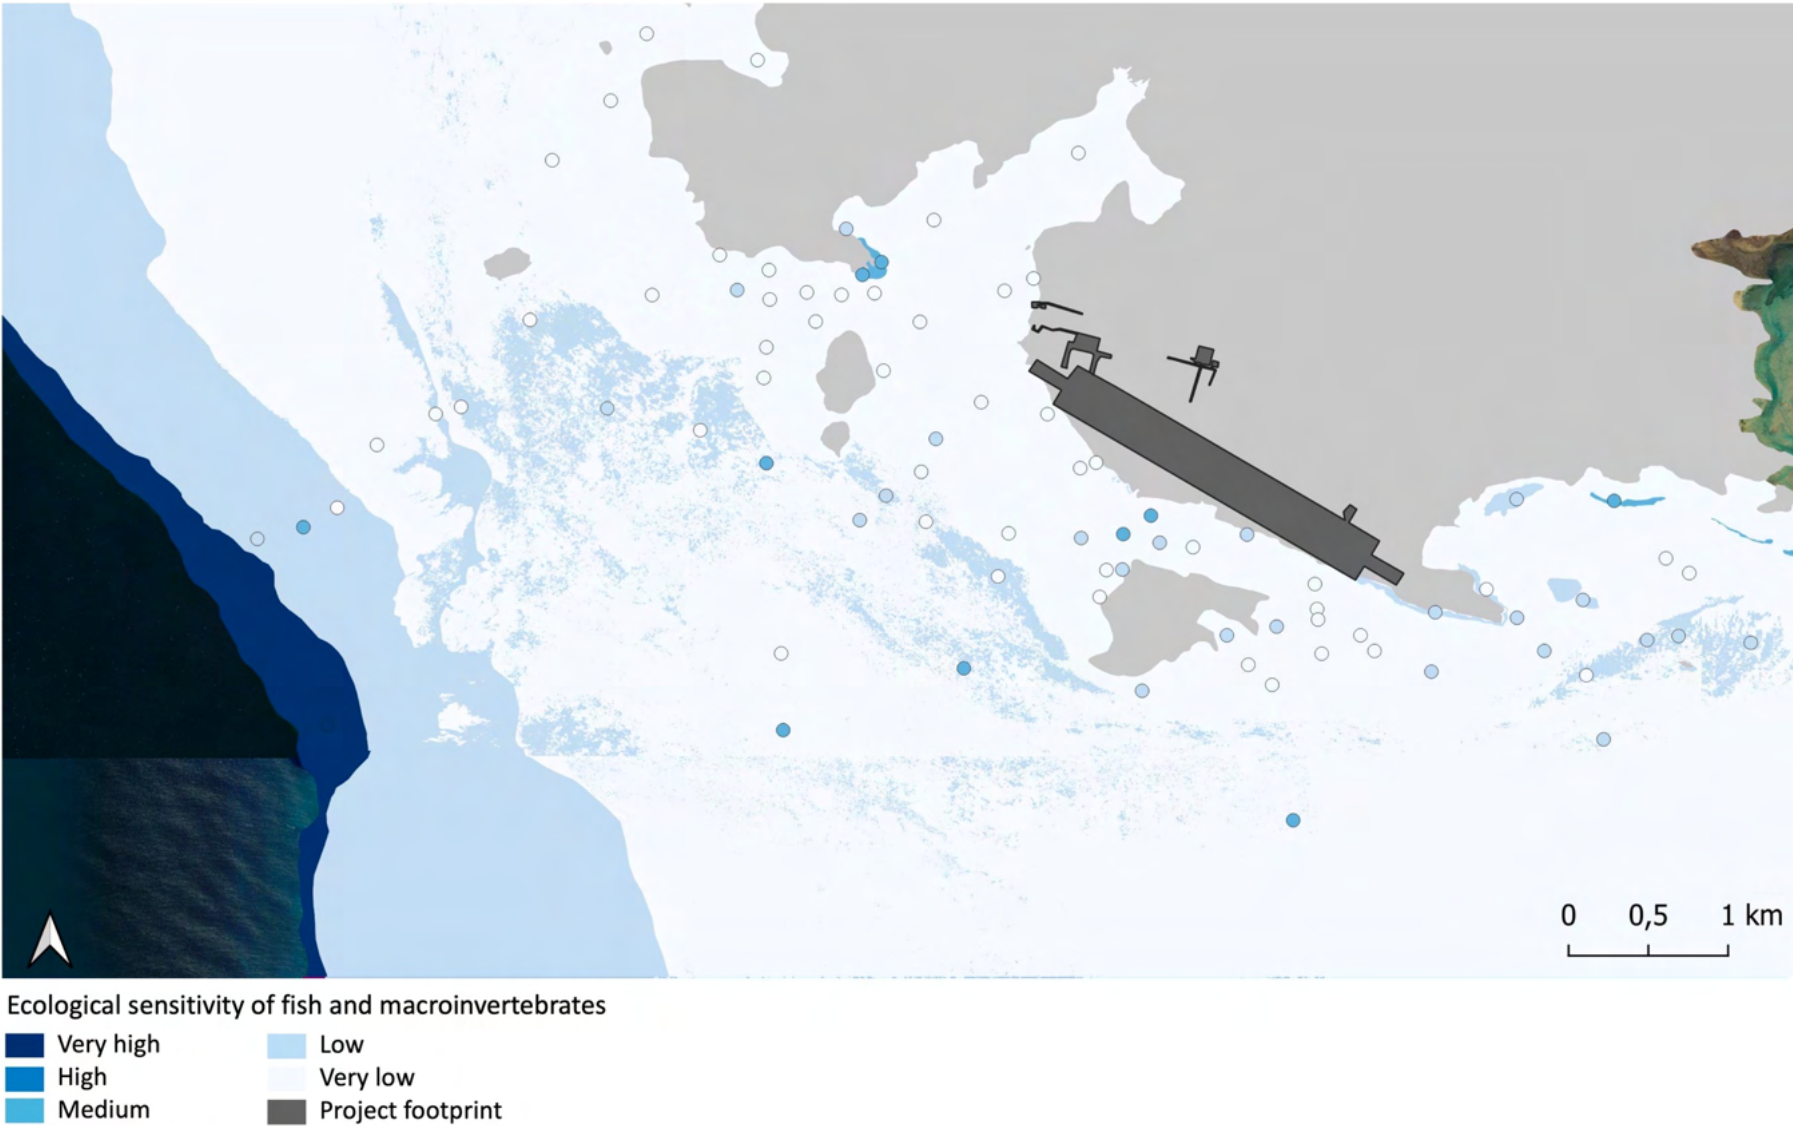 0 0,5 1 km
Ecological sensitivity of fish and macroinvertebrates
Very high
High
Medium
Low
Very low
Project footprint